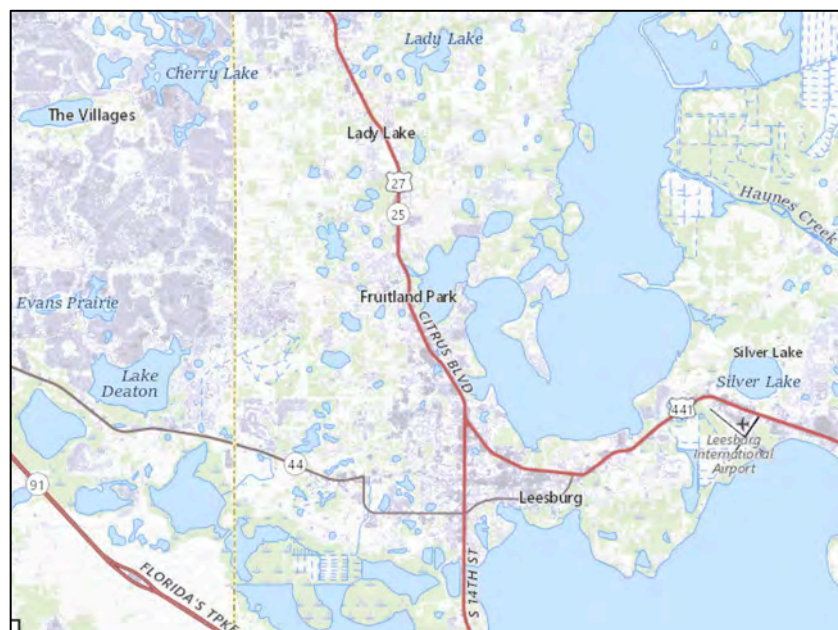 Lady Lake
Cherry Lake
The Villages
Lady Lake
27
Haynes Creek
25
Evans Prairie
Fruitland Park
CITRUS BLVD
Silver Lake
Lake
Deaton
Silver Lake
441
Leesburg
International
Airport
44
91
Leesburg
FLORIDA'S TPKE
S 14TH ST